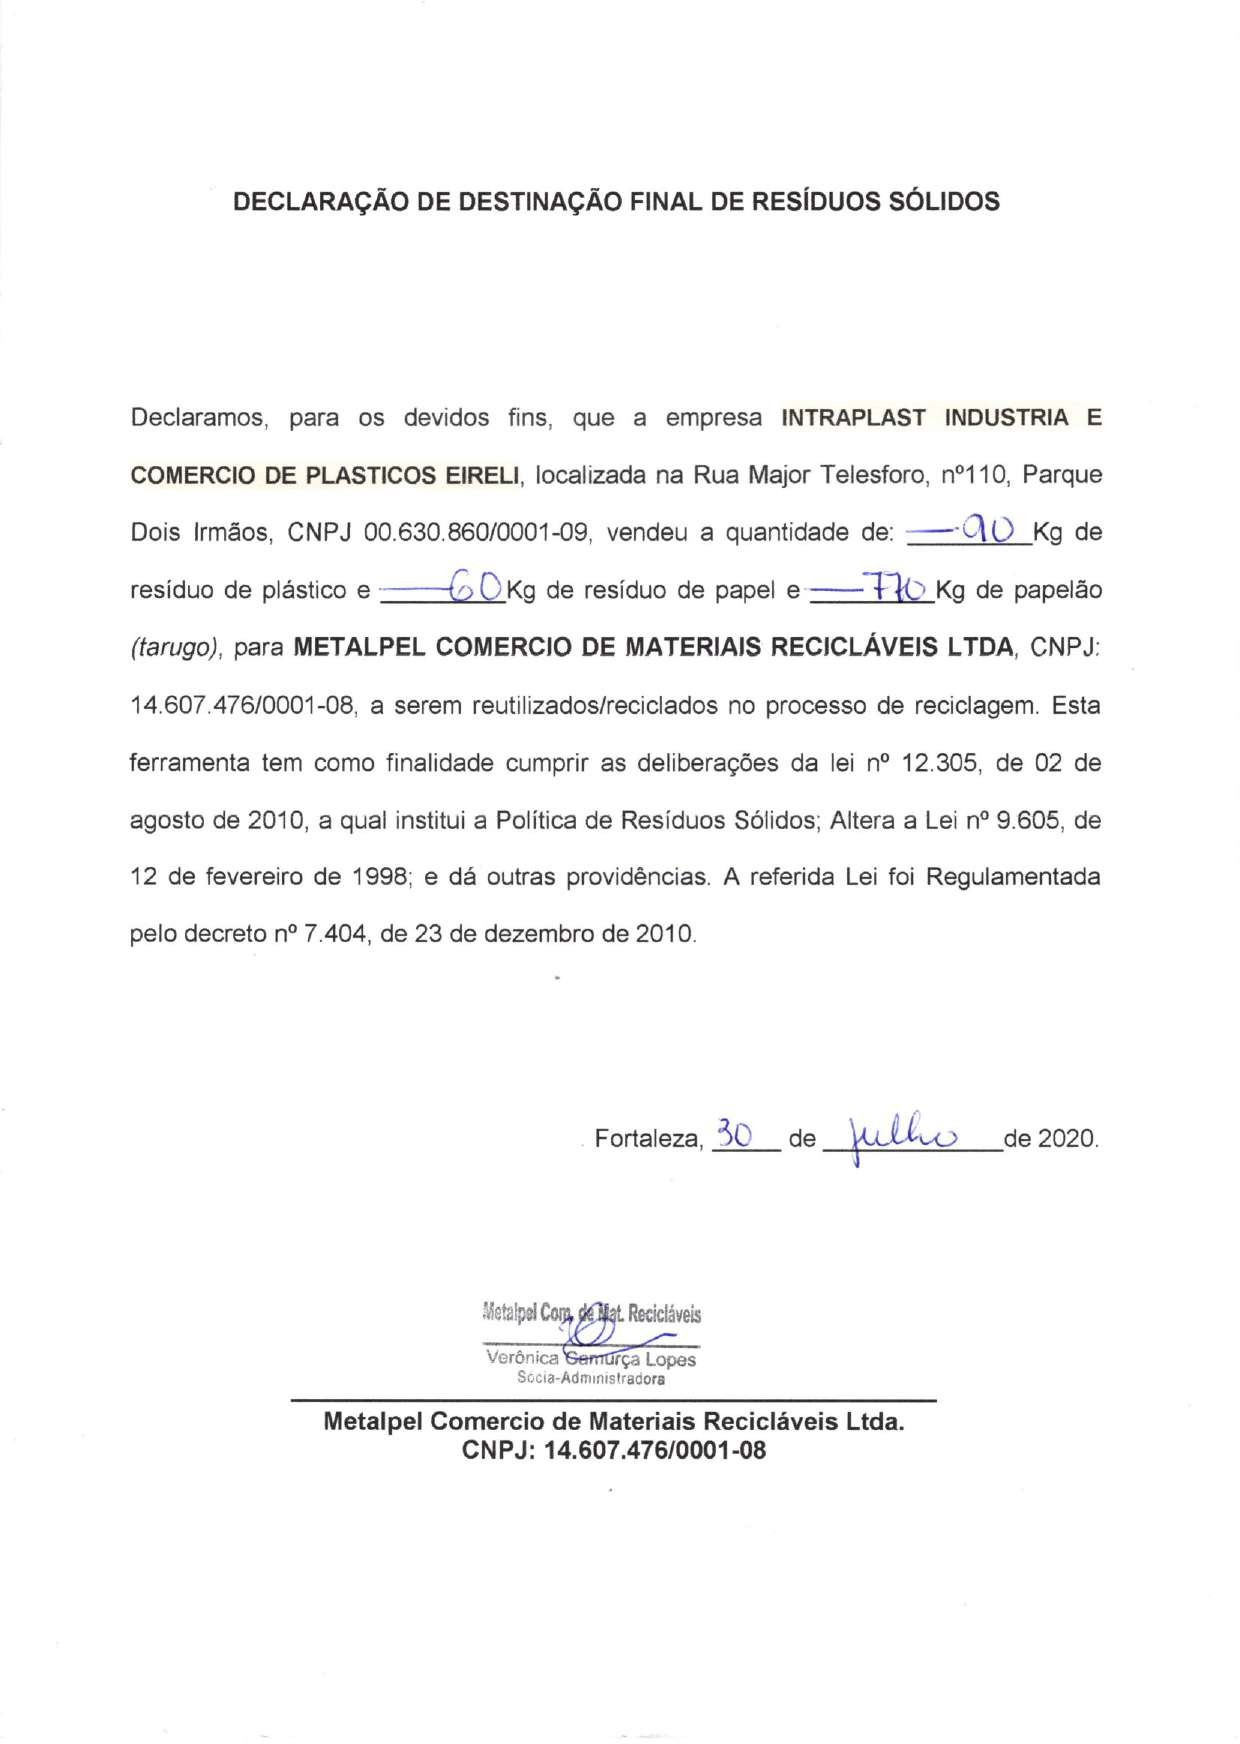 DECLARAÇÃO DE DESTINAÇÃO FINAL DE RESÍDUOS SÓLIDOS
Declaramos, para os devidos fins, que a empresa INTRAPLAST INDUSTRIA E
COMERCIO DE PLASTICOS EIRELI, localizada na Rua Major Telesforo, nº110, Parque
Dois Irmãos, CNPJ 00.630.860/0001-09, vendeu a quantidade de: 90 Kg de
resíduo de plástico e 60 Kg de resíduo de papel e 770 Kg de papelão
(tarugo), para METALPEL COMERCIO DE MATERIAIS RECICLÁVEIS LTDA, CNPJ:
14.607.476/0001-08, a serem reutilizados/reciclados no processo de reciclagem. Esta
ferramenta tem como finalidade cumprir as deliberações da lei nº 12.305, de 02 de
agosto de 2010, a qual institui a Política de Resíduos Sólidos; Altera a Lei nº 9.605, de
12 de fevereiro de 1998; e dá outras providências. A referida Lei foi Regulamentada
pelo decreto nº 7.404, de 23 de dezembro de 2010.
Fortaleza, 30 de julho de 2020.
Metalpel Com. de Mat. Recicláveis
Verônica Gamurça Lopes
Sócia-Administradora
Metalpel Comercio de Materiais Recicláveis Ltda.
CNPJ: 14.607.476/0001-08